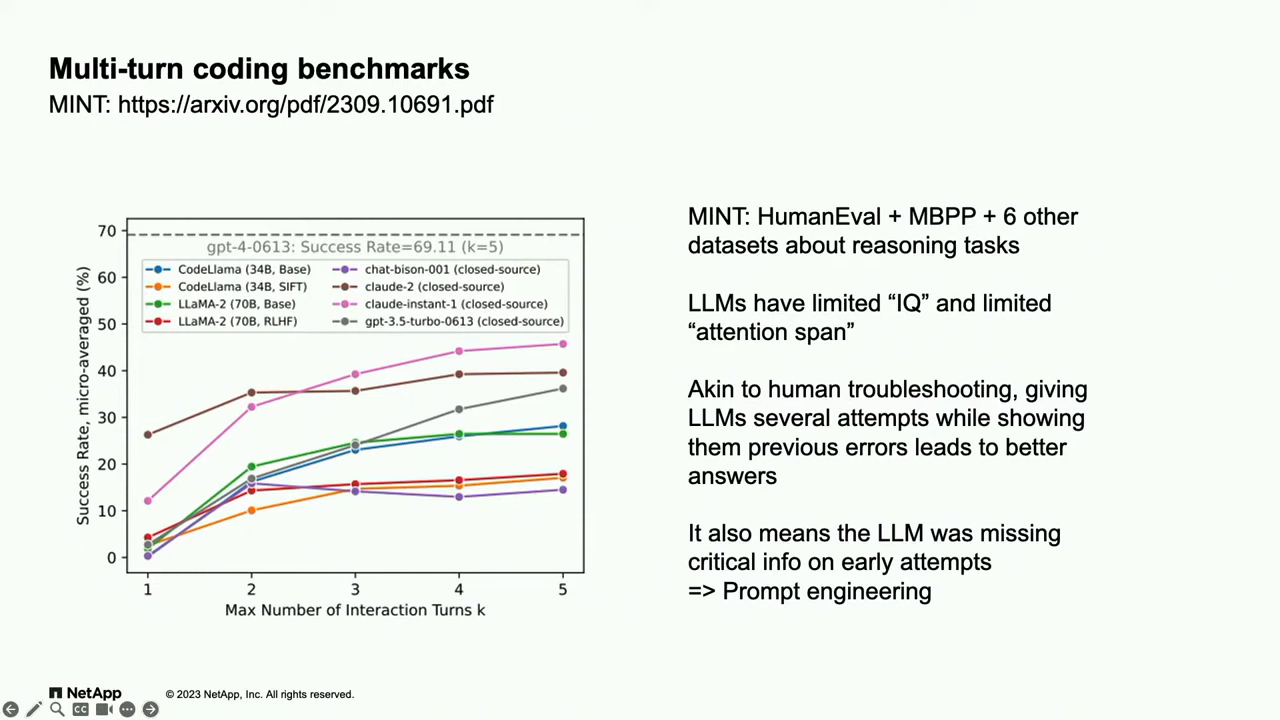 Multi-turn coding benchmarks
MINT: https://arxiv.org/pdf/2309.10691.pdf
70
60
50
40
30
20
10
0
Success Rate, micro-averaged (%)
gpt-4-0613: Success Rate=69.11 (k=5)
CodeLlama (34B, Base)
CodeLlama (34B, SIFT)
LLaMA-2 (70B, Base)
LLaMA-2 (70B, RLHF)
chat-bison-001 (closed-source)
claude-2 (closed-source)
claude-instant-1 (closed-source)
gpt-3.5-turbo-0613 (closed-source)
1 2 3 4 5
Max Number of Interaction Turns k
MINT: HumanEval + MBPP + 6 other
datasets about reasoning tasks
LLMs have limited “IQ” and limited
“attention span”
Akin to human troubleshooting, giving
LLMs several attempts while showing
them previous errors leads to better
answers
It also means the LLM was missing
critical info on early attempts
=> Prompt engineering
NetApp
© 2023 NetApp, Inc. All rights reserved.
CC